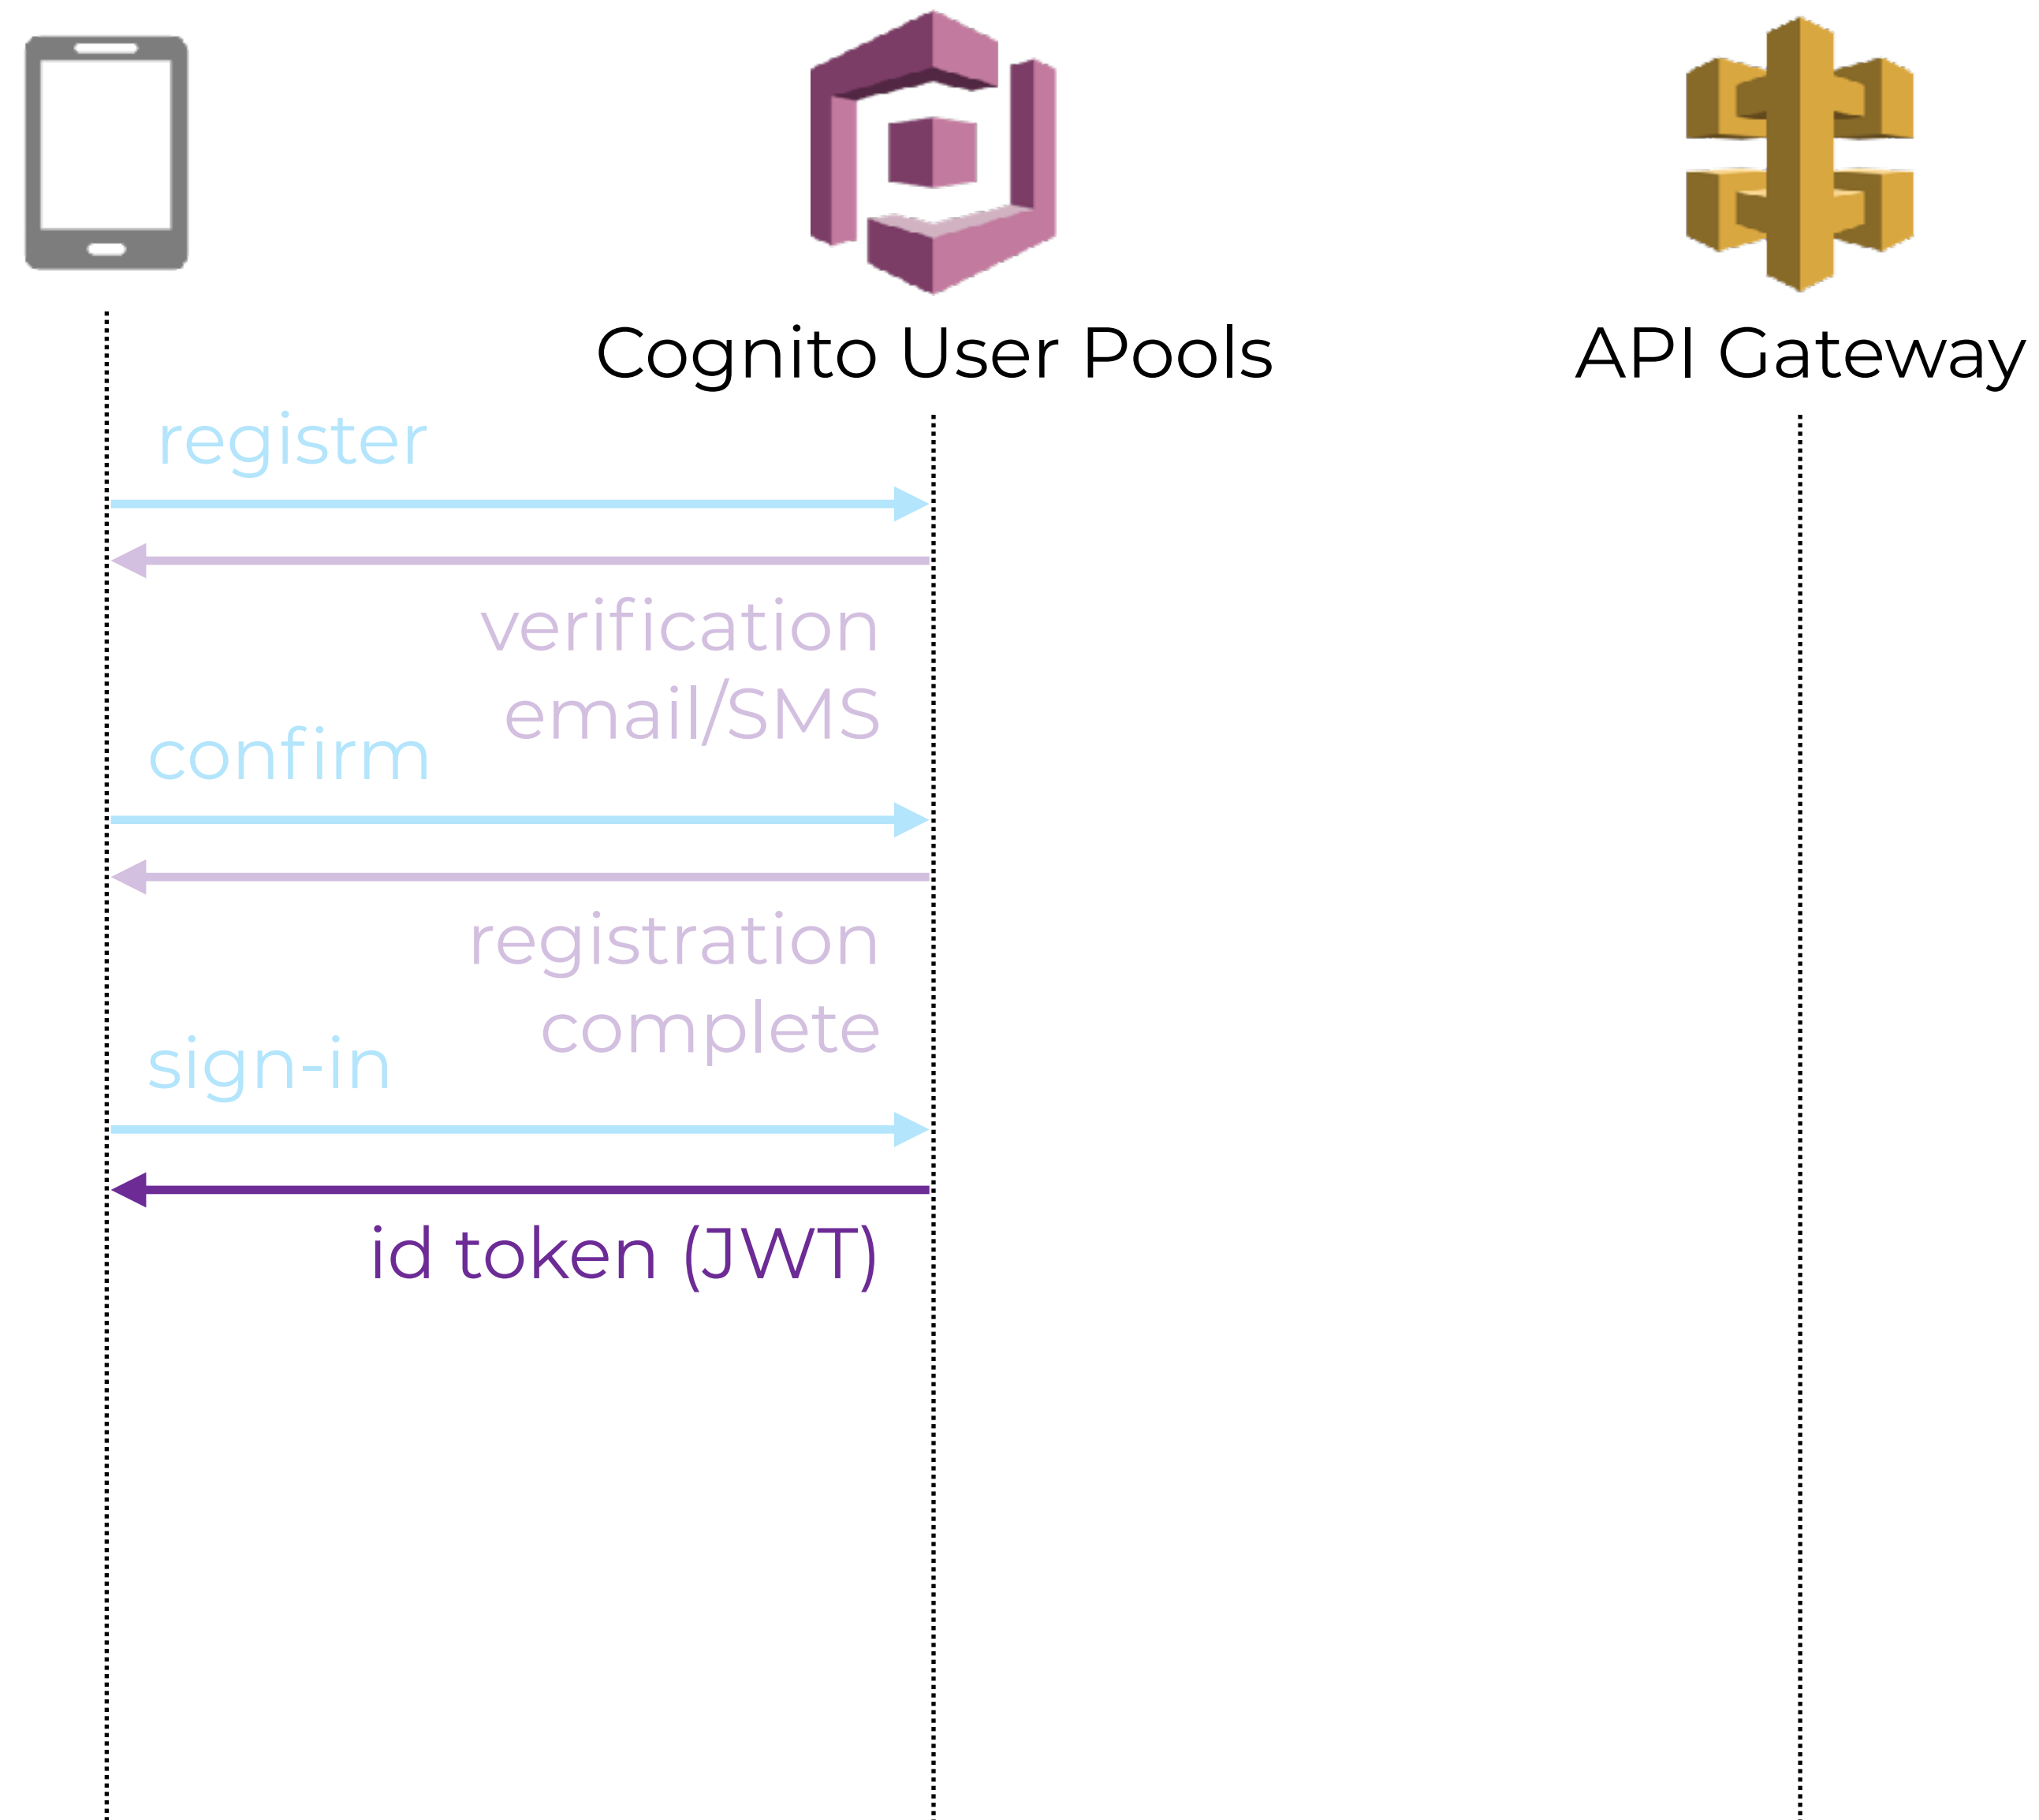 Cognito User Pools
API Gateway
register
verification
email/SMS
confirm
registration
complete
sign-in
id token (JWT)